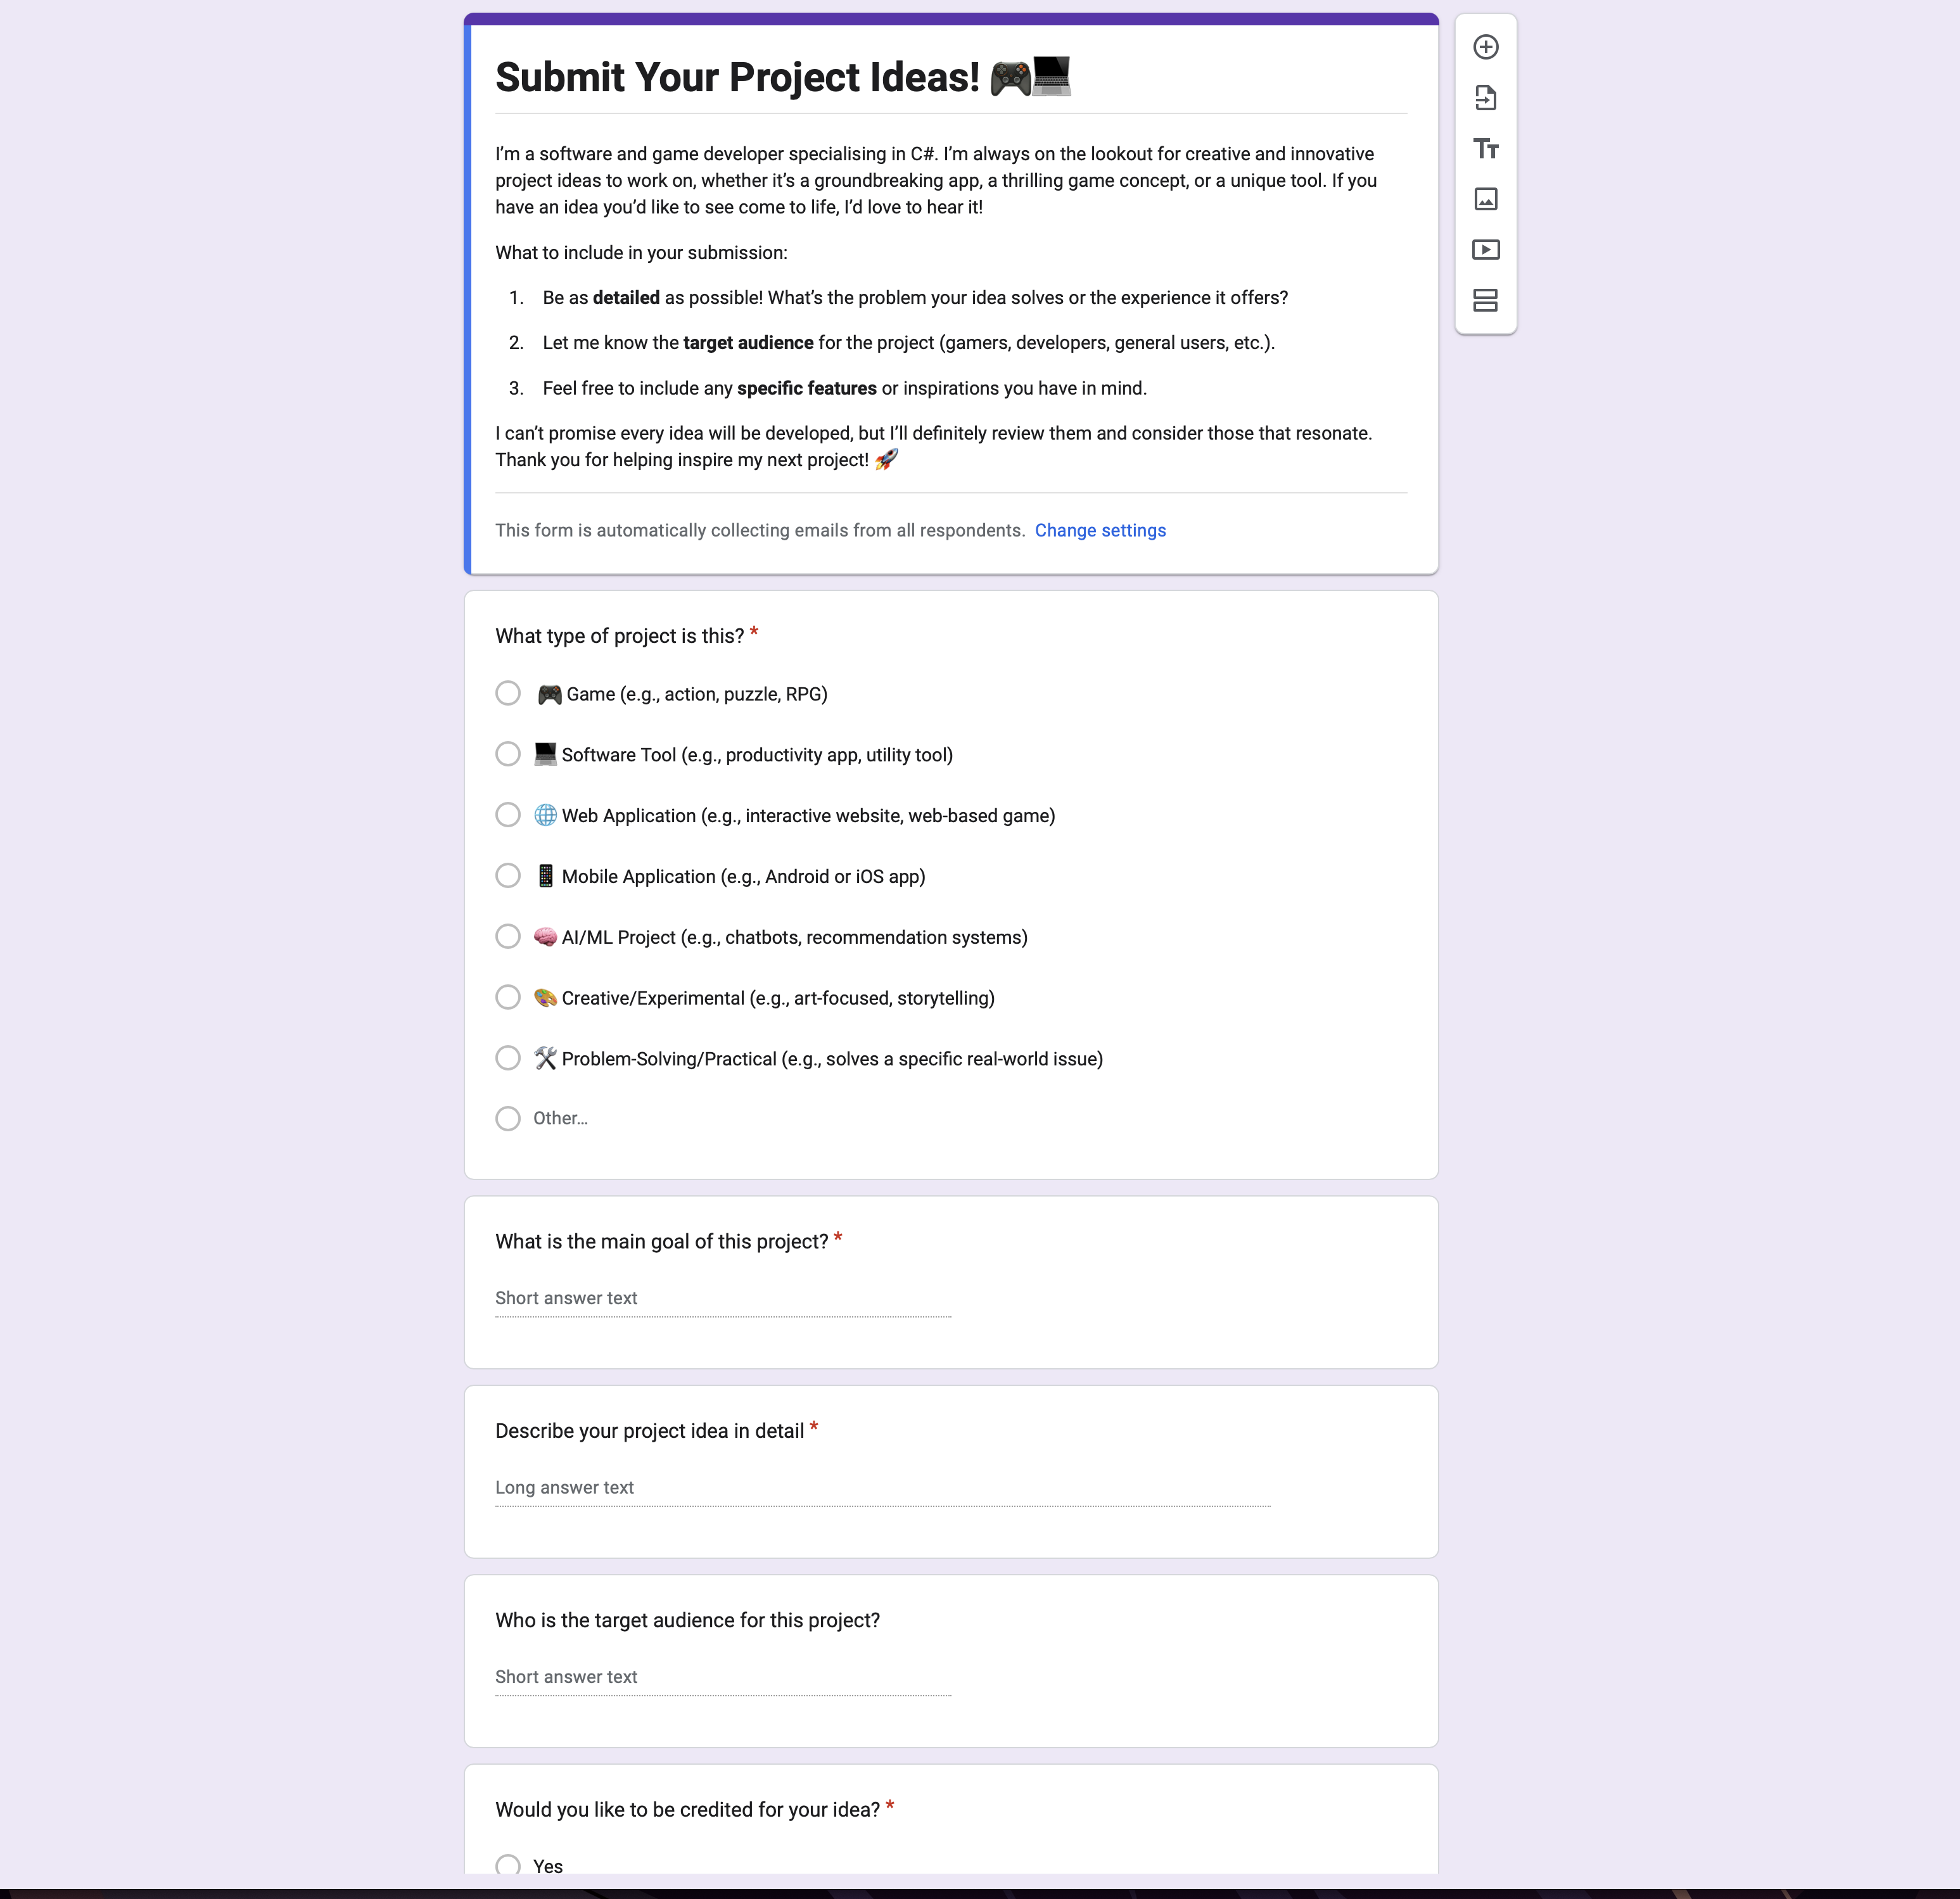 Submit Your Project Ideas! 🎮💻
I’m a software and game developer specialising in C#. I’m always on the lookout for creative and innovative
project ideas to work on, whether it’s a groundbreaking app, a thrilling game concept, or a unique tool. If you
have an idea you’d like to see come to life, I’d love to hear it!
What to include in your submission:
1. Be as detailed as possible! What’s the problem your idea solves or the experience it offers?
2. Let me know the target audience for the project (gamers, developers, general users, etc.).
3. Feel free to include any specific features or inspirations you have in mind.
I can’t promise every idea will be developed, but I’ll definitely review them and consider those that resonate.
Thank you for helping inspire my next project! 🚀
This form is automatically collecting emails from all respondents. Change settings
What type of project is this? *
🎮 Game (e.g., action, puzzle, RPG)
💻 Software Tool (e.g., productivity app, utility tool)
🌐 Web Application (e.g., interactive website, web-based game)
📱 Mobile Application (e.g., Android or iOS app)
🧠 AI/ML Project (e.g., chatbots, recommendation systems)
🎨 Creative/Experimental (e.g., art-focused, storytelling)
🛠️ Problem-Solving/Practical (e.g., solves a specific real-world issue)
Other...
What is the main goal of this project? *
Short answer text
Describe your project idea in detail *
Long answer text
Who is the target audience for this project?
Short answer text
Would you like to be credited for your idea? *
Yes